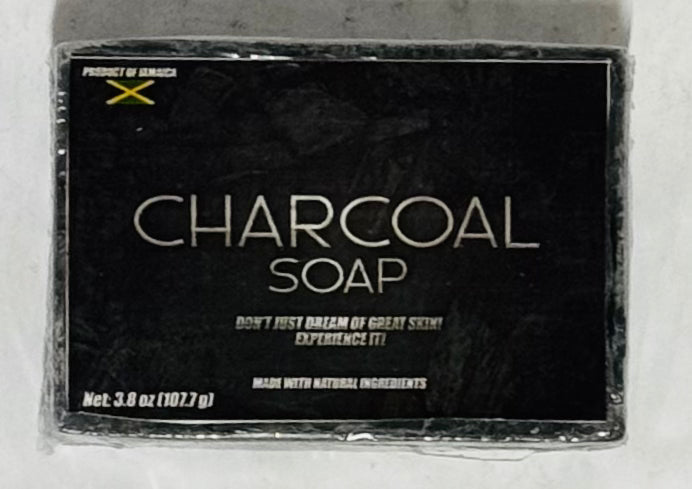 PRODUCT OF JAMAICA
CHARCOAL
SOAP
DON'T JUST DREAM OF GREAT SKIN!
EXPERIENCE IT!
MADE WITH NATURAL INGREDIENTS
Net: 3.8 oz (107.7 g)